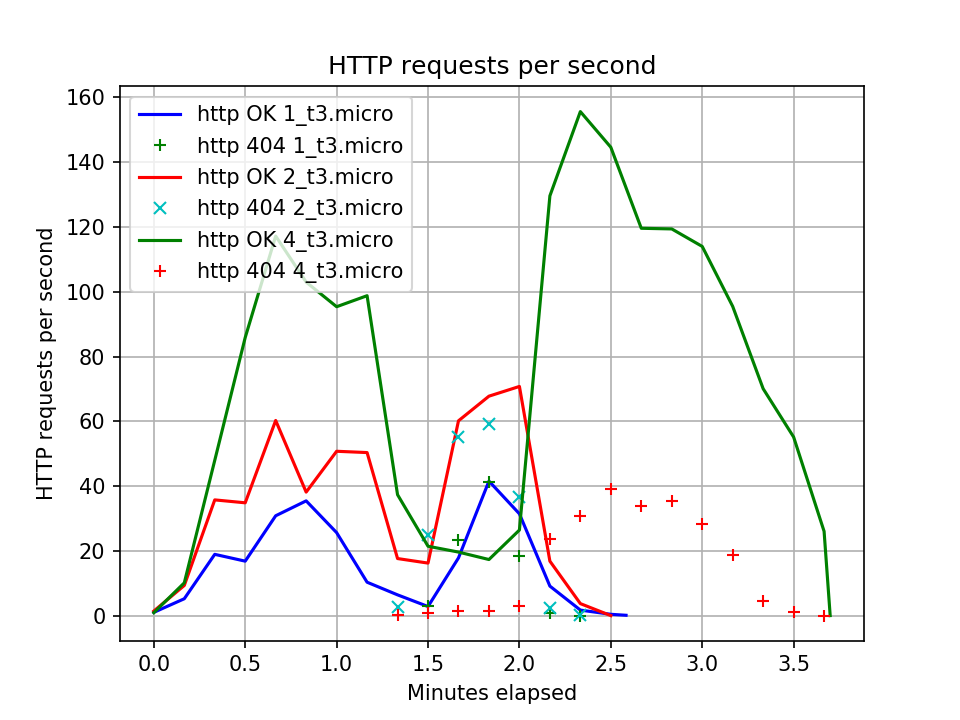 HTTP requests per second
HTTP requests per second
160
140
120
100
80
60
40
20
0
http OK 1_t3.micro
http 404 1_t3.micro
http OK 2_t3.micro
http 404 2_t3.micro
http OK 4_t3.micro
http 404 4_t3.micro
0.0 0.5 1.0 1.5 2.0 2.5 3.0 3.5
Minutes elapsed